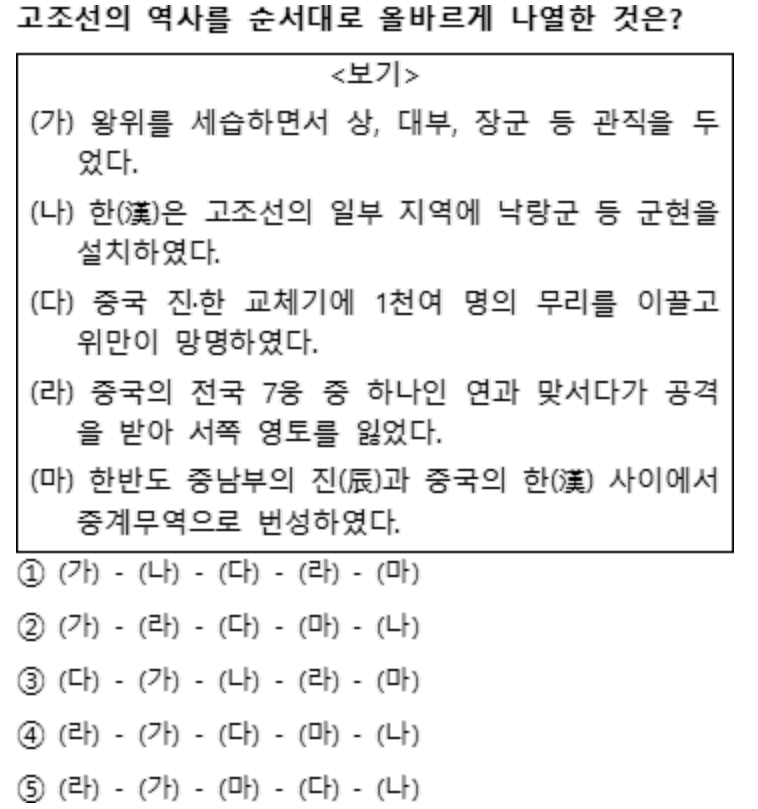 고조선의 역사를 순서대로 올바르게 나열한 것은?
<보기>
(가) 왕위를 세습하면서 상, 대부, 장군 등 관직을 두
었다.
(나) 한(漢)은 고조선의 일부 지역에 낙랑군 등 군현을
설치하였다.
(다) 중국 진·한 교체기에 1천여 명의 무리를 이끌고
위만이 망명하였다.
(라) 중국의 전국 7웅 중 하나인 연과 맞서다가 공격
을 받아 서쪽 영토를 잃었다.
(마) 한반도 중남부의 진(辰)과 중국의 한(漢) 사이에서
중계무역으로 번성하였다.
① (가) - (나) - (다) - (라) - (마)
② (가) - (라) - (다) - (마) - (나)
③ (다) - (가) - (나) - (라) - (마)
④ (라) - (가) - (다) - (마) - (나)
⑤ (라) - (가) - (마) - (다) - (나)